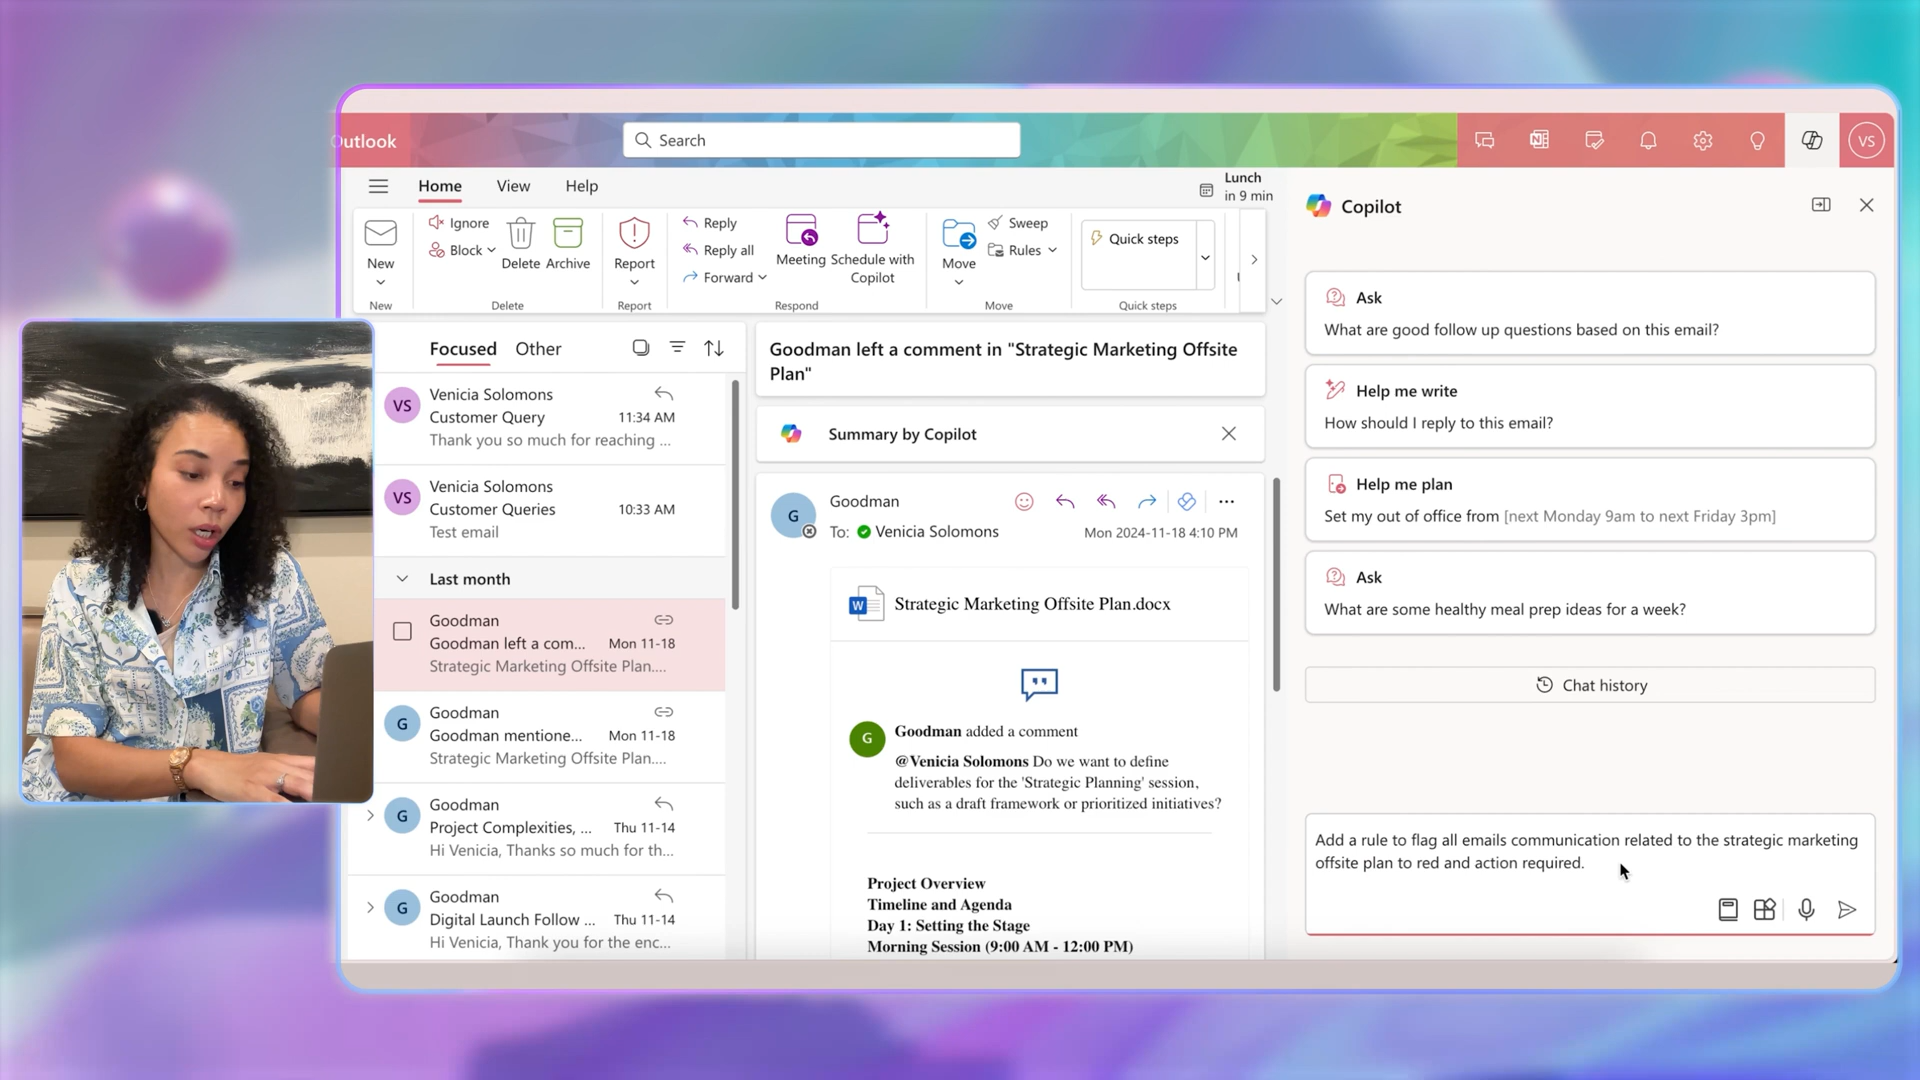 Outlook
Search
VS
Home
View
Help
Lunch
in 9 min
New
New
Ignore
Block
Delete
Archive
Delete
Report
Report
Reply
Reply all
Forward
Meeting
Schedule with
Copilot
Respond
Move
Sweep
Rules
Move
Quick steps
Quick steps
Focused
Other
VS
Venicia Solomons
Customer Query 11:34 AM
Thank you so much for reaching ...
VS
Venicia Solomons
Customer Queries 10:33 AM
Test email
Last month
Goodman
Goodman left a com... Mon 11-18
Strategic Marketing Offsite Plan....
G
Goodman
Goodman mentione... Mon 11-18
Strategic Marketing Offsite Plan....
G
Goodman
Project Complexities, ... Thu 11-14
Hi Venicia, Thanks so much for th...
G
Goodman
Digital Launch Follow ... Thu 11-14
Hi Venicia, Thank you for the enc...
Goodman left a comment in "Strategic Marketing Offsite
Plan"
Summary by Copilot
G
Goodman
To: Venicia Solomons Mon 2024-11-18 4:10 PM
W
Strategic Marketing Offsite Plan.docx
G
Goodman added a comment
@Venicia Solomons Do we want to define
deliverables for the 'Strategic Planning' session,
such as a draft framework or prioritized initiatives?
Project Overview
Timeline and Agenda
Day 1: Setting the Stage
Morning Session (9:00 AM - 12:00 PM)
Copilot
Ask
What are good follow up questions based on this email?
Help me write
How should I reply to this email?
Help me plan
Set my out of office from [next Monday 9am to next Friday 3pm]
Ask
What are some healthy meal prep ideas for a week?
Chat history
Add a rule to flag all emails communication related to the strategic marketing
offsite plan to red and action required.